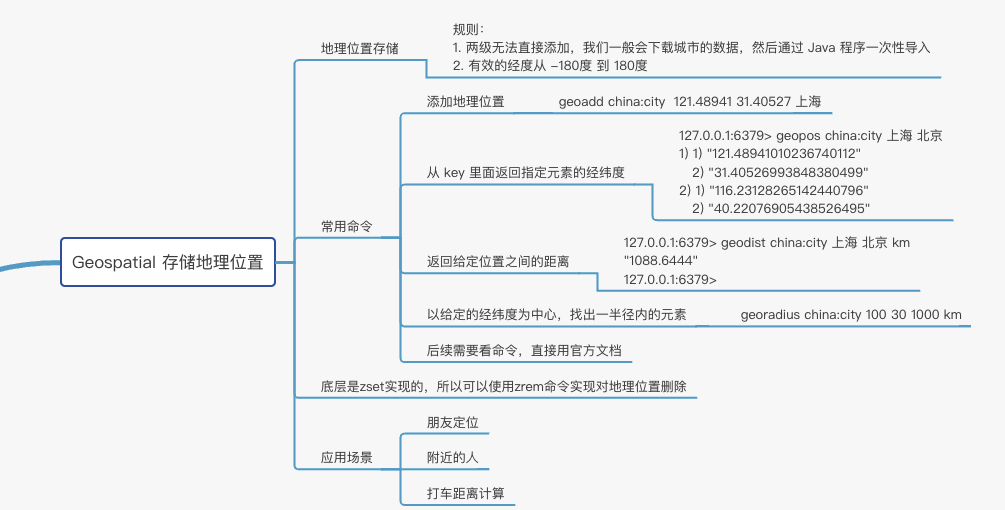 Geospatial 存储地理位置
地理位置存储
规则：
1. 两级无法直接添加，我们一般会下载城市的数据，然后通过 Java 程序一次性导入
2. 有效的经度从 -180度 到 180度
常用命令
添加地理位置
geoadd china:city 121.48941 31.40527 上海
从 key 里面返回指定元素的经纬度
127.0.0.1:6379> geopos china:city 上海 北京
1) 1) "121.48941010236740112"
2) "31.40526993848380499"
2) 1) "116.23128265142440796"
2) "40.22076905438526495"
返回给定位置之间的距离
127.0.0.1:6379> geodist china:city 上海 北京 km
"1088.6444"
127.0.0.1:6379>
以给定的经纬度为中心，找出一半径内的元素
georadius china:city 100 30 1000 km
后续需要看命令，直接用官方文档
底层是zset实现的，所以可以使用zrem命令实现对地理位置删除
应用场景
朋友定位
附近的人
打车距离计算